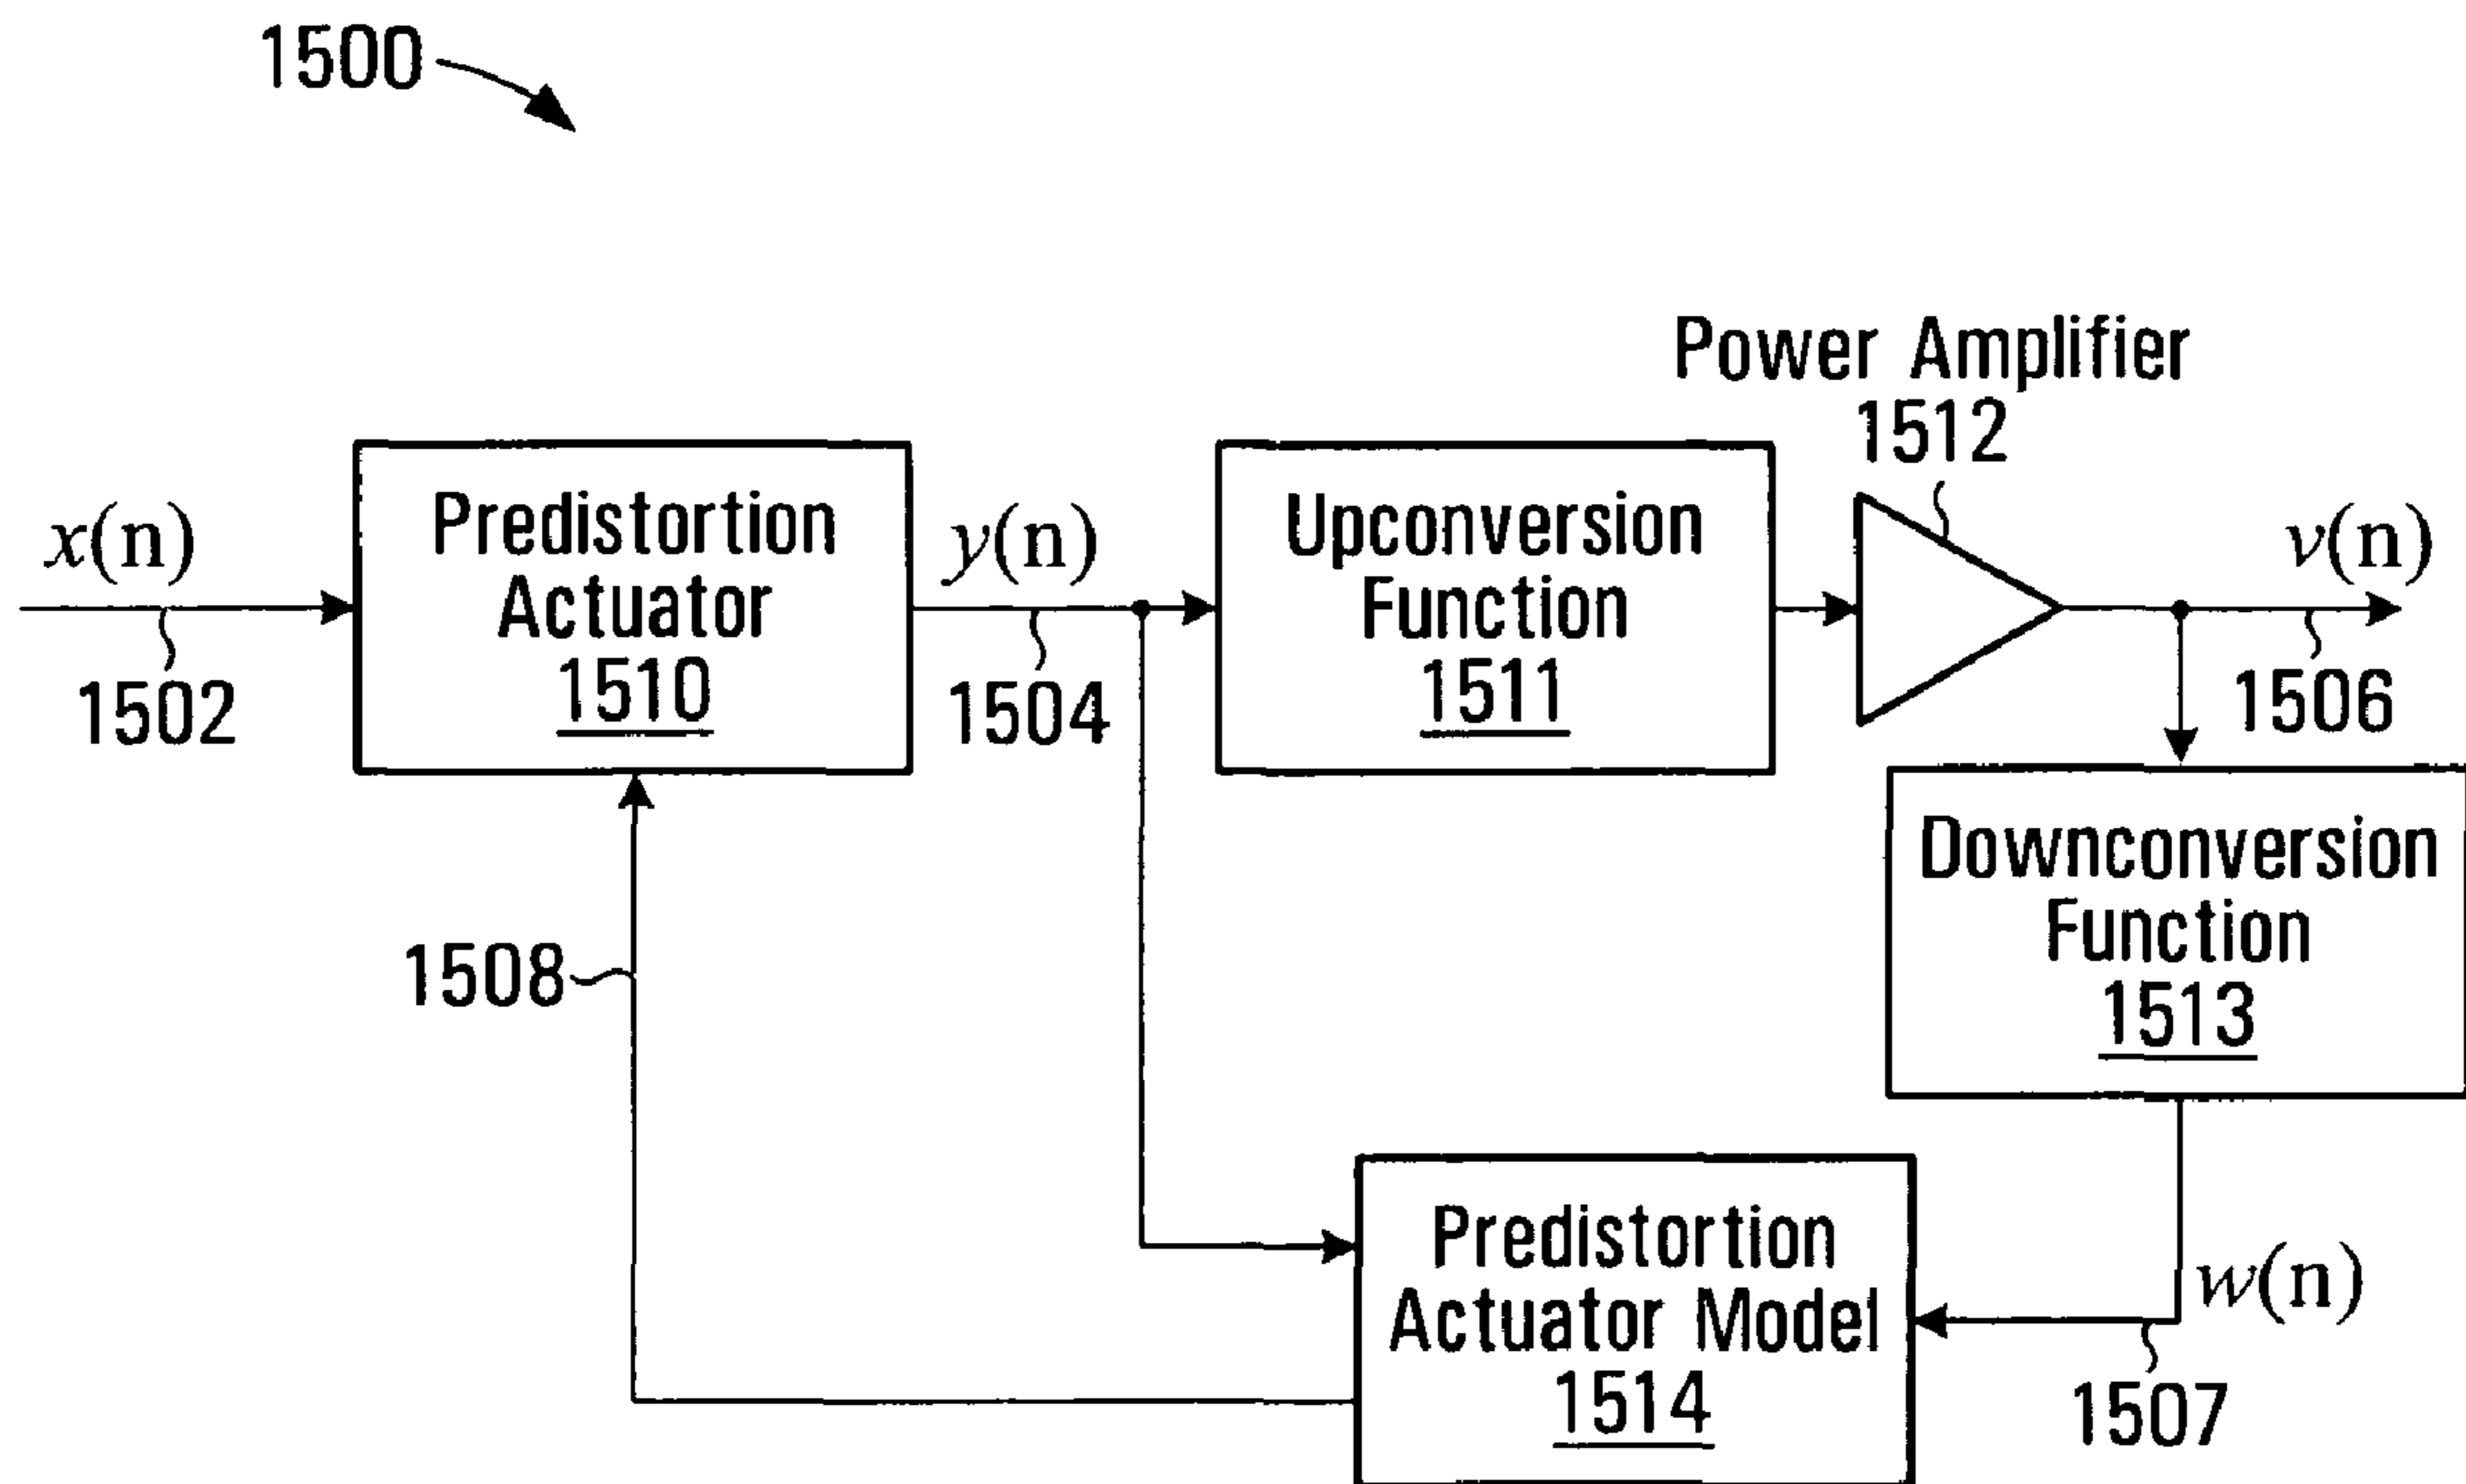 1500
Power Amplifier
1512
x(n)
1502
Predistortion
Actuator
1510
y(n)
1504
Upconversion
Function
1511
v(n)
1506
Downconversion
Function
1513
1508
Predistortion
Actuator Model
1514
w(n)
1507